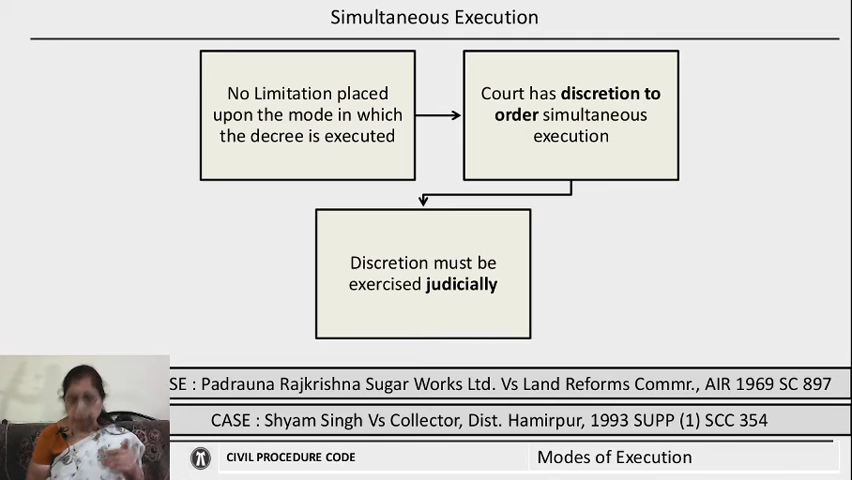 Simultaneous Execution
No Limitation placed
upon the mode in which
the decree is executed
Court has discretion to
order simultaneous
execution
Discretion must be
exercised judicially
SE : Padrauna Rajkrishna Sugar Works Ltd. Vs Land Reforms Commr., AIR 1969 SC 897
CASE : Shyam Singh Vs Collector, Dist. Hamirpur, 1993 SUPP (1) SCC 354
CIVIL PROCEDURE CODE
Modes of Execution